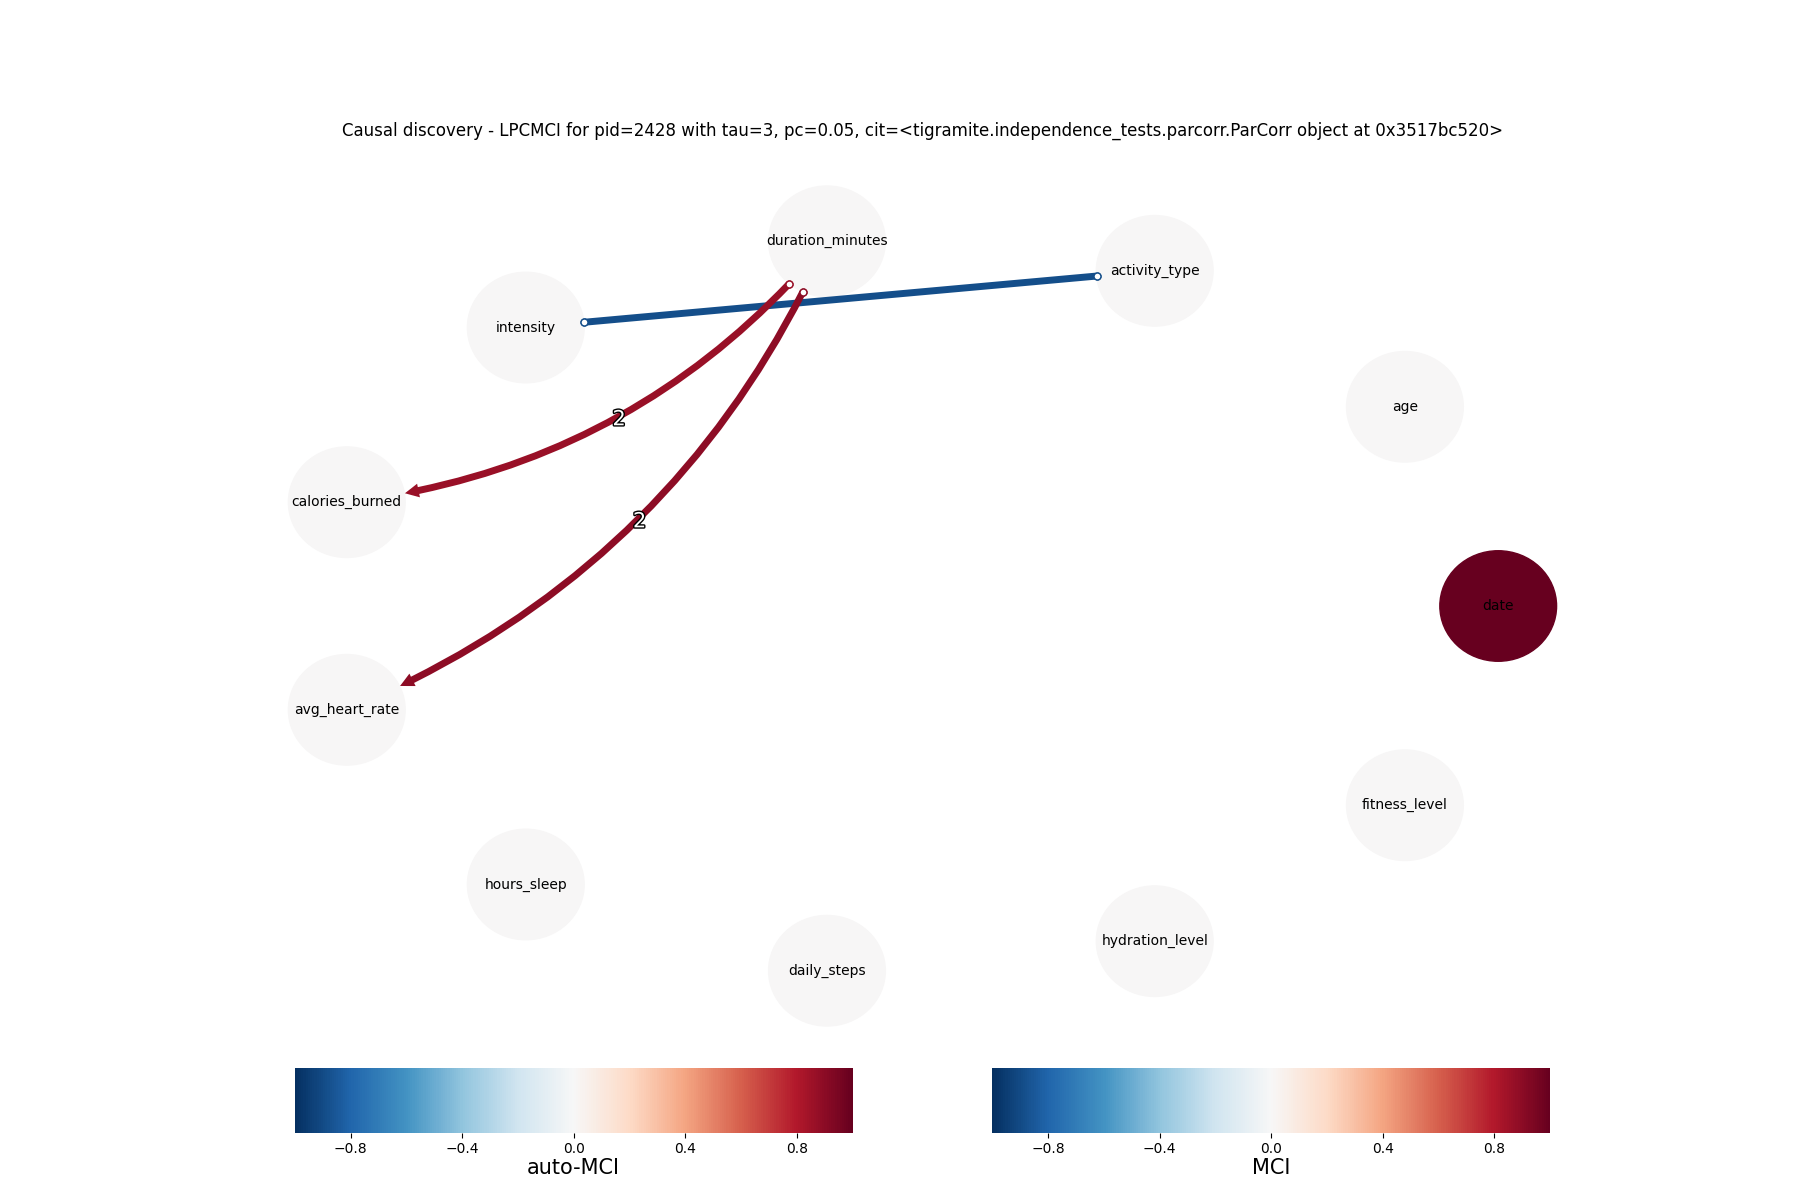 Causal discovery - LPCMCI for pid=2428 with tau=3, pc=0.05, cit=<tigramite.independence_tests.parcorr.ParCorr object at 0x3517bc520>
duration_minutes
activity_type
intensity
age
2
calories_burned
2
date
avg_heart_rate
fitness_level
hours_sleep
hydration_level
daily_steps
−0.8 −0.4 0.0 0.4 0.8
auto-MCI
−0.8 −0.4 0.0 0.4 0.8
MCI